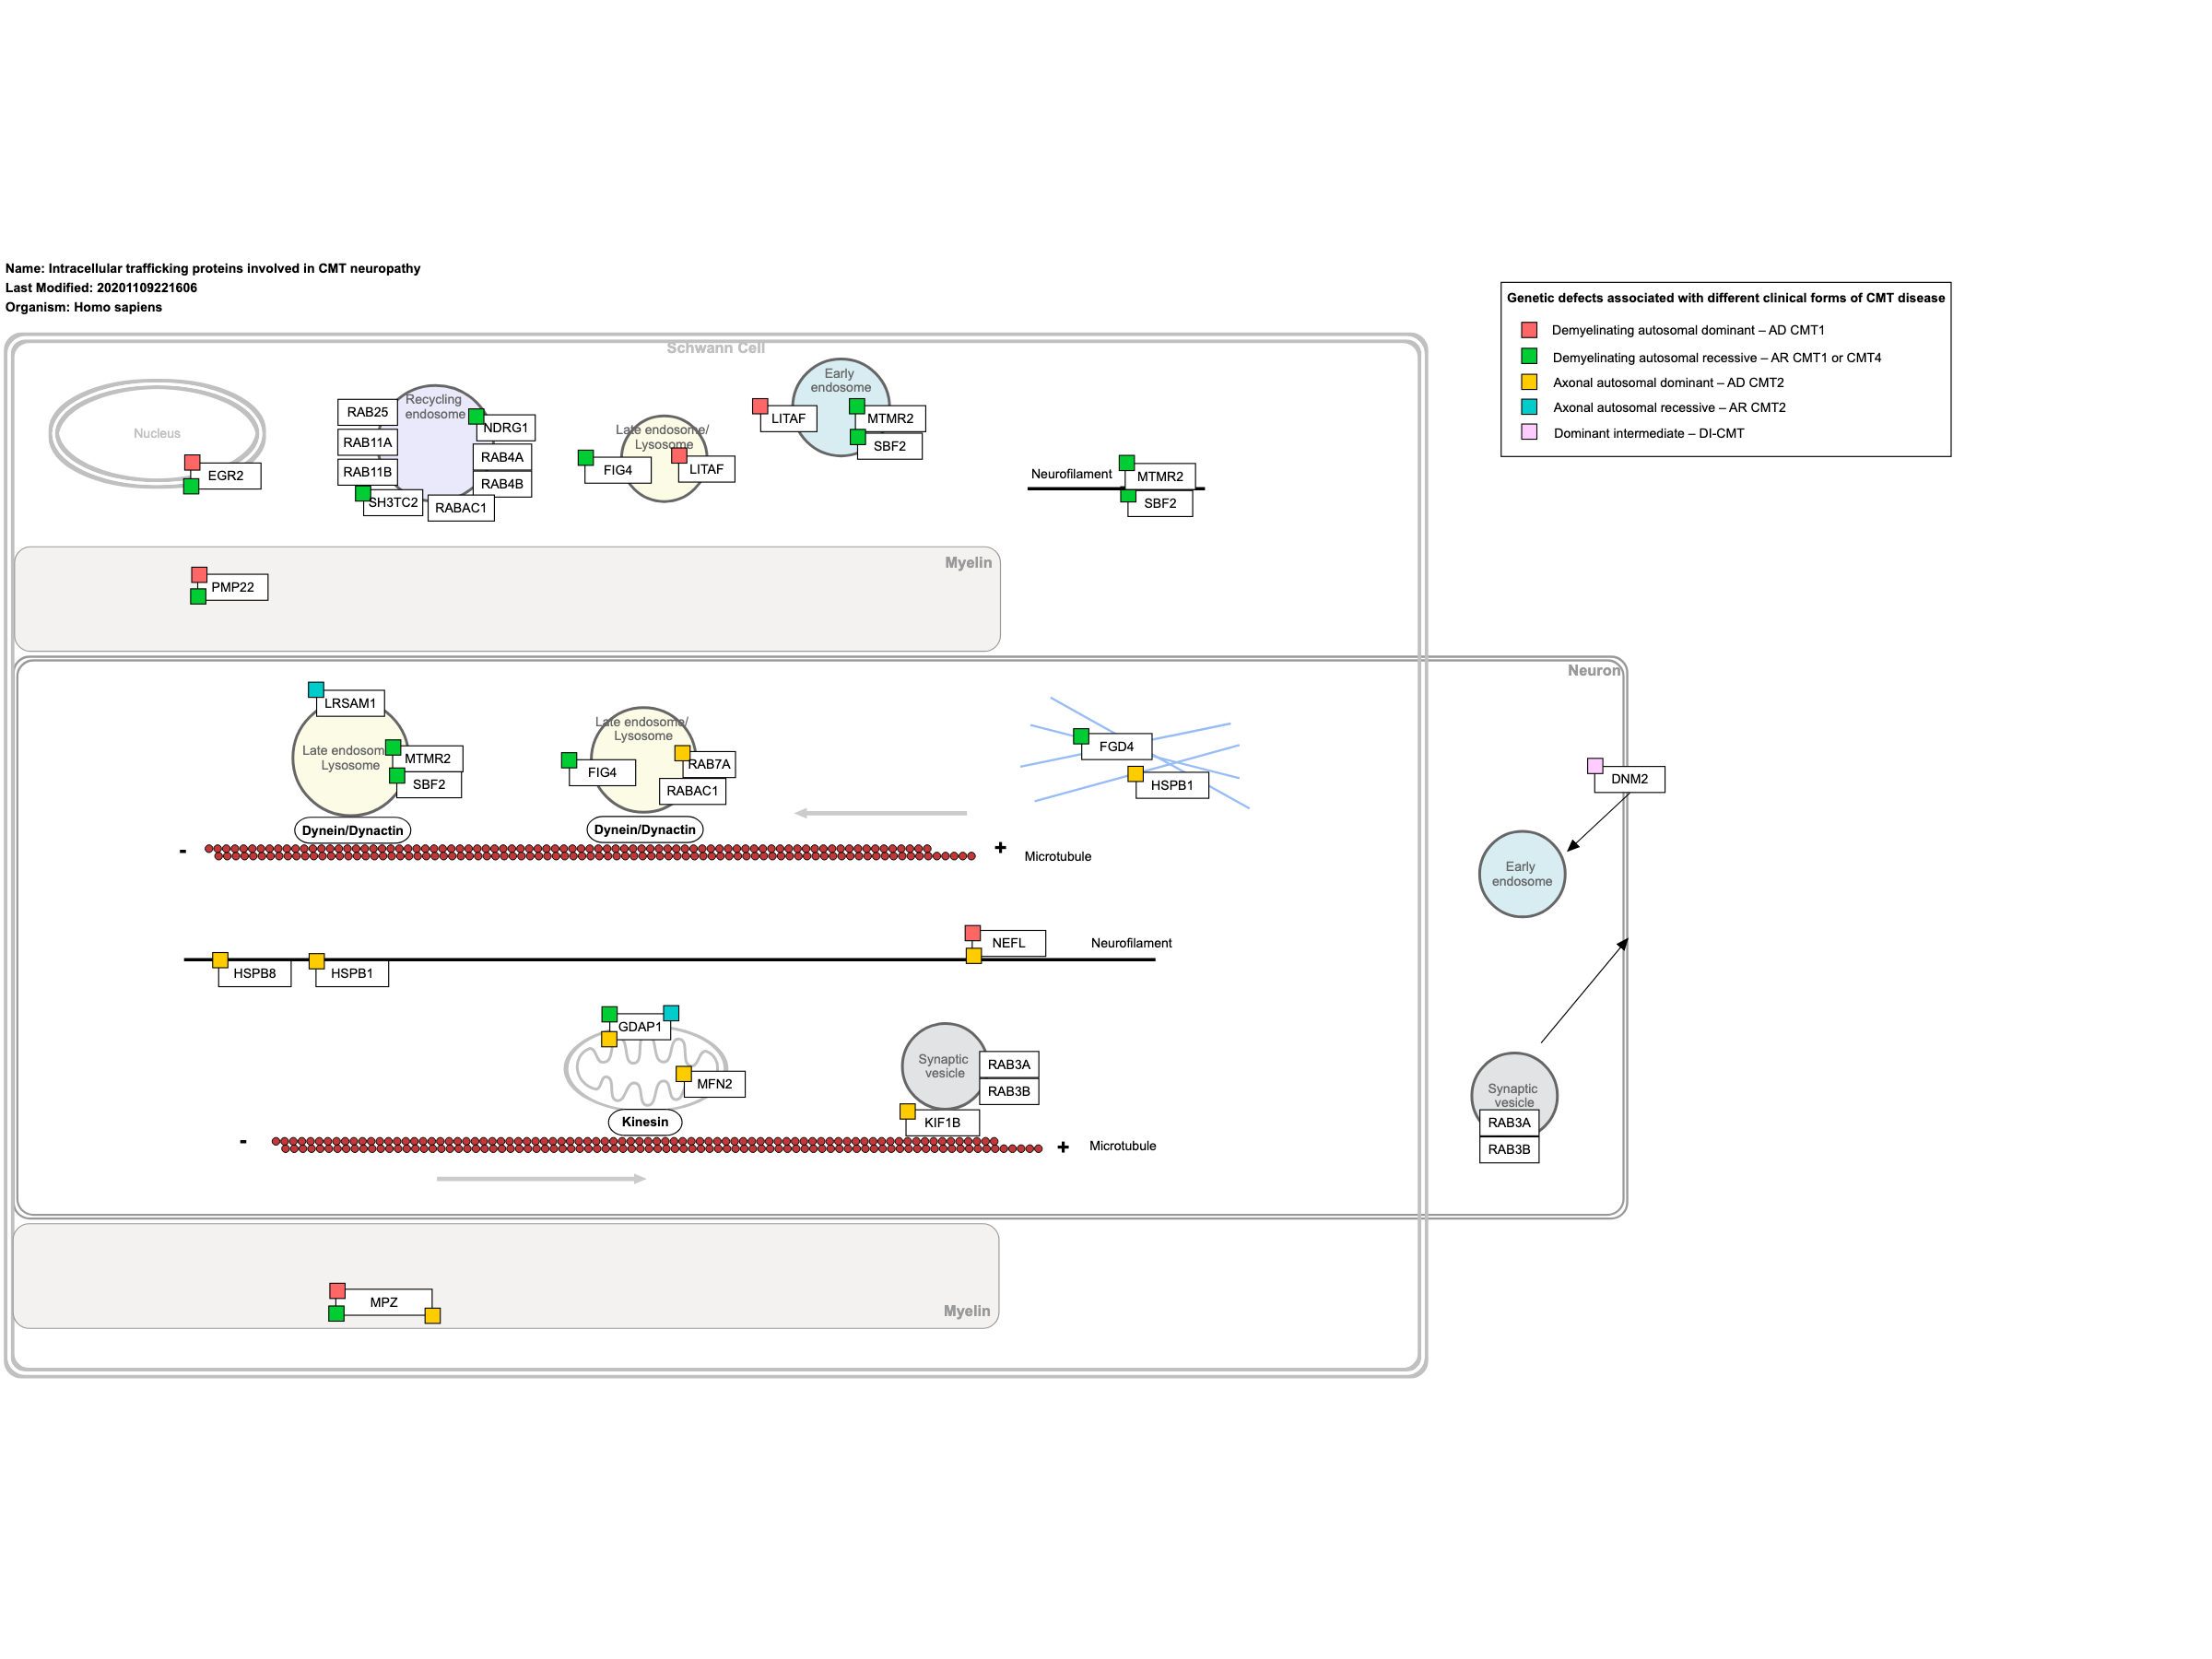 Name: Intracellular trafficking proteins involved in CMT neuropathy
Last Modified: 20201109221606
Organism: Homo sapiens
Genetic defects associated with different clinical forms of CMT disease
Demyelinating autosomal dominant – AD CMT1
Demyelinating autosomal recessive – AR CMT1 or CMT4
Axonal autosomal dominant – AD CMT2
Axonal autosomal recessive – AR CMT2
Dominant intermediate – DI-CMT
Schwann Cell
Nucleus
EGR2
Recycling
endosome
RAB25
RAB11A
RAB11B
SH3TC2
RABAC1
NDRG1
RAB4A
RAB4B
Late endosome/
Lysosome
FIG4
LITAF
Early
endosome
LITAF
MTMR2
SBF2
Neurofilament
MTMR2
SBF2
Myelin
PMP22
Neuron
LRSAM1
Late endosom
Lysosome
MTMR2
SBF2
Dynein/Dynactin
Late endosome/
Lysosome
FIG4
RAB7A
RABAC1
Dynein/Dynactin
FGD4
HSPB1
DNM2
-
+
Microtubule
Early
endosome
NEFL
Neurofilament
HSPB8
HSPB1
GDAP1
MFN2
Kinesin
Synaptic
vesicle
RAB3A
RAB3B
KIF1B
-
+
Microtubule
Synaptic
vesicle
RAB3A
RAB3B
MPZ
Myelin